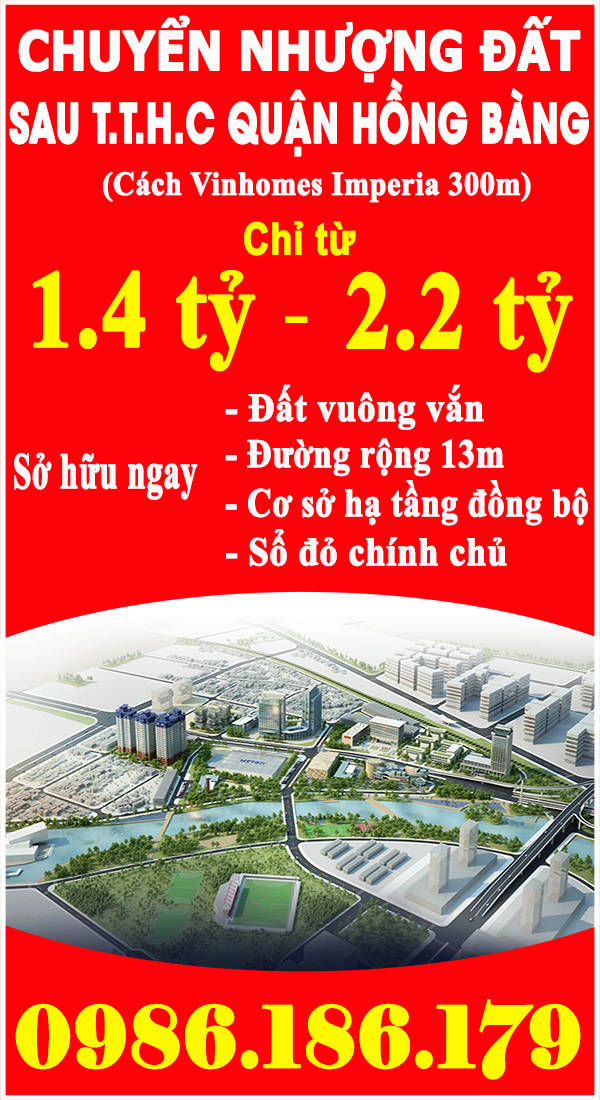 CHUYỂN NHƯỢNG ĐẤT
SAU T.T.H.C QUẬN HỒNG BÀNG
(Cách Vinhomes Imperia 300m)
Chỉ từ
1.4 tỷ - 2.2 tỷ
Sở hữu ngay
- Đất vuông vắn
- Đường rộng 13m
- Cơ sở hạ tầng đồng bộ
- Sổ đỏ chính chủ
METRO
0986.186.179